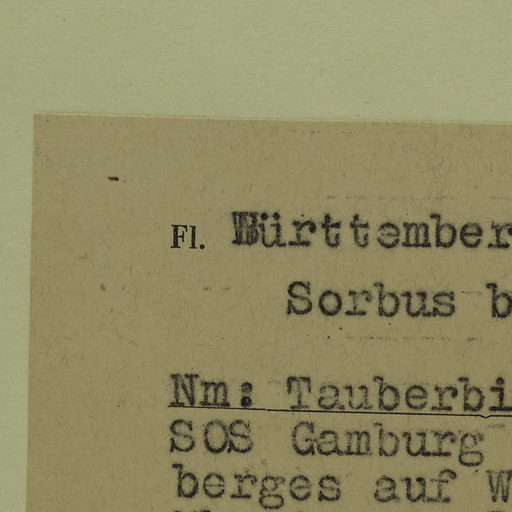 Fl. Württember
Sorbus b
Nm: Tauberbi
SOS Gamburg
berges auf W